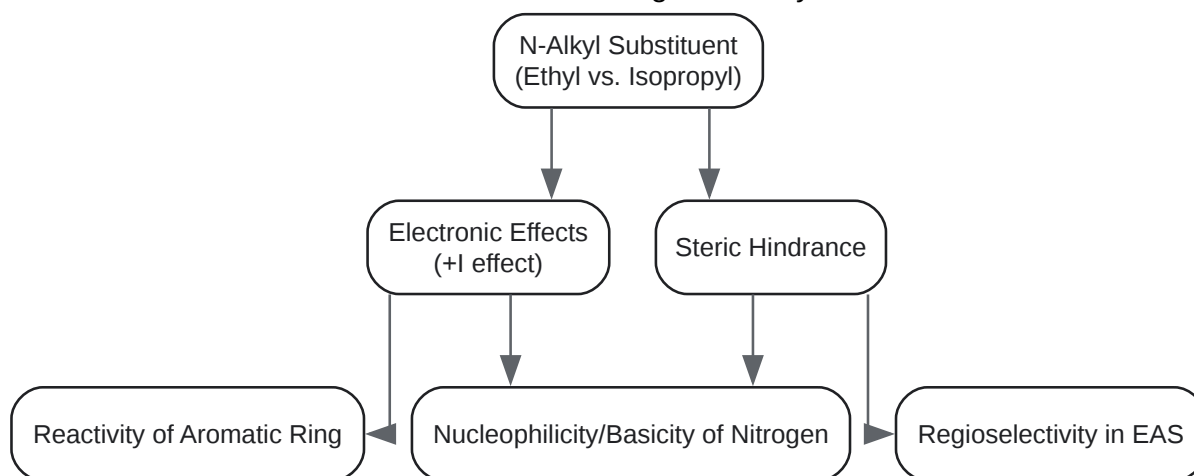 N-Alkyl Substituent
(Ethyl vs. Isopropyl)
Electronic Effects
(+I effect)
Steric Hindrance
Reactivity of Aromatic Ring
Nucleophilicity/Basicity of Nitrogen
Regioselectivity in EAS